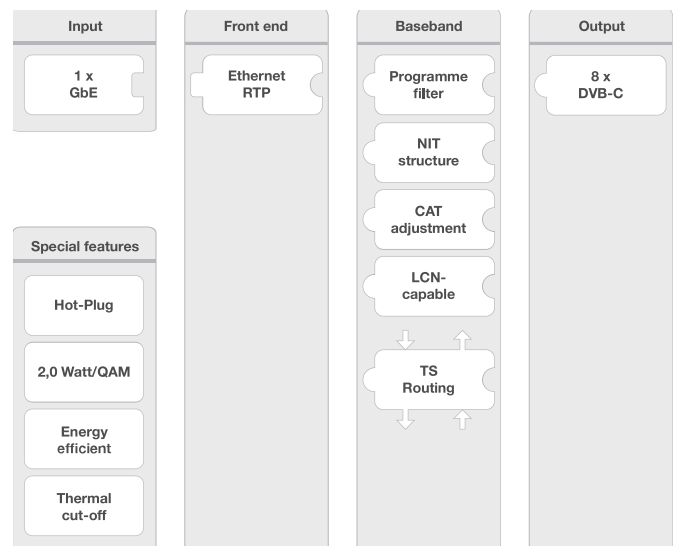 Input
1 x
GbE
Special features
Hot-Plug
2,0 Watt/QAM
Energy
efficient
Thermal
cut-off
Front end
Ethernet
RTP
Baseband
Programme
filter
NIT
structure
CAT
adjustment
LCN-
capable
TS
Routing
Output
8 x
DVB-C